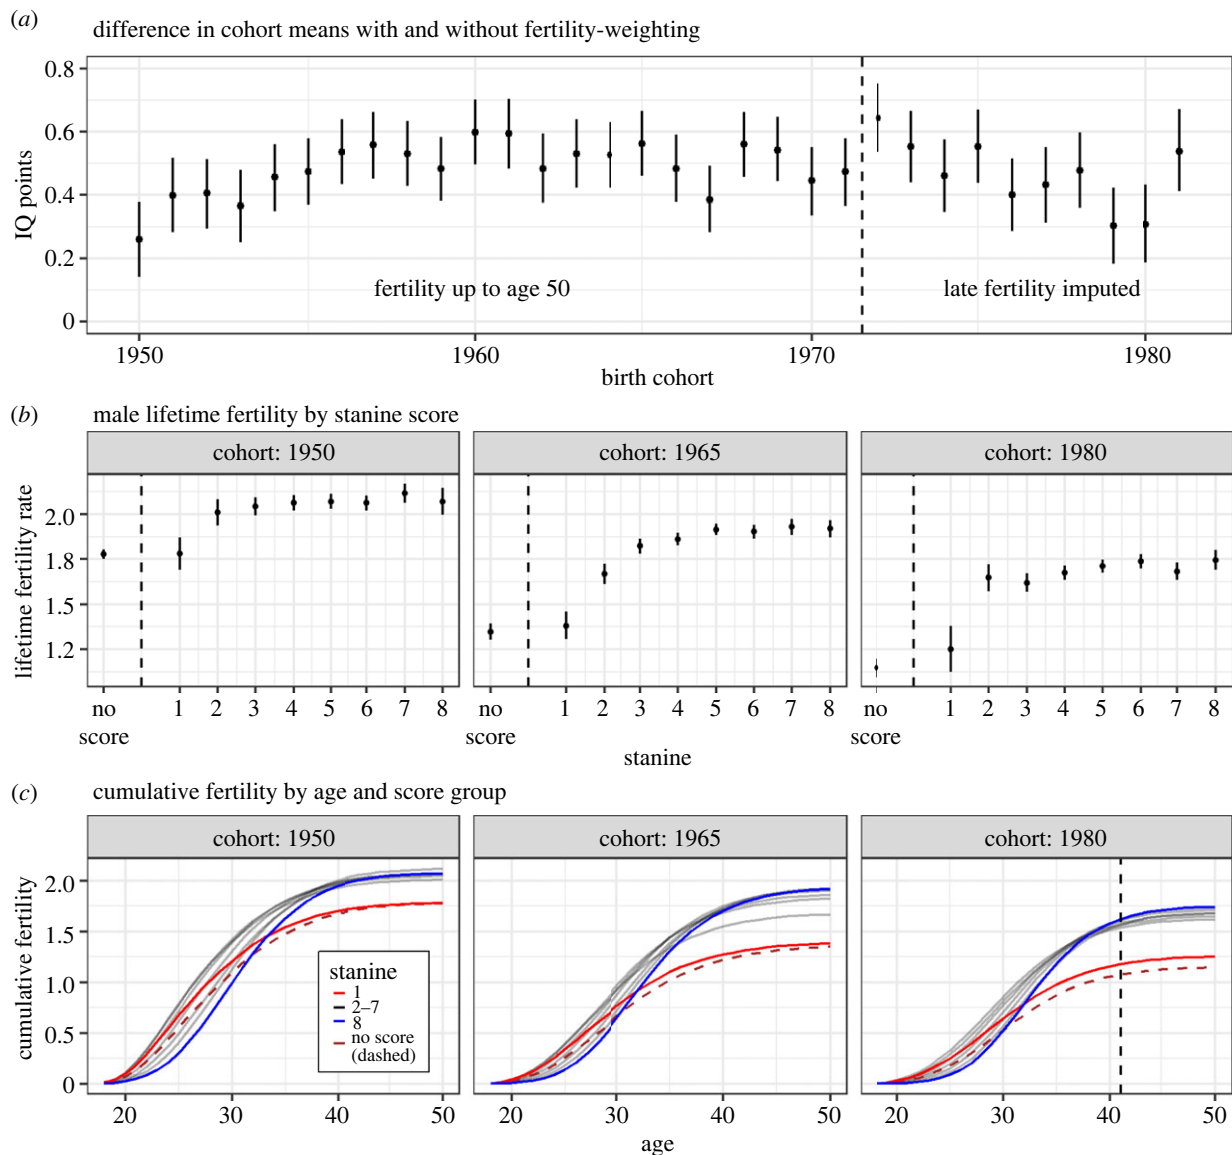 (a)
difference in cohort means with and without fertility-weighting
0.8
0.6
0.4
0.2
0
IQ points
fertility up to age 50
late fertility imputed
1950
1960
1970
1980
birth cohort
(b)
male lifetime fertility by stanine score
cohort: 1950
cohort: 1965
cohort: 1980
lifetime fertility rate
2.0
1.8
1.5
1.2
no score
1 2 3 4 5 6 7 8
no score
1 2 3 4 5 6 7 8
no score
1 2 3 4 5 6 7 8
stanine
(c)
cumulative fertility by age and score group
cohort: 1950
cohort: 1965
cohort: 1980
cumulative fertility
2.0
1.5
1.0
0.5
0
stanine
1
2–7
8
no score
(dashed)
20 30 40 50
20 30 40 50
20 30 40 50
age